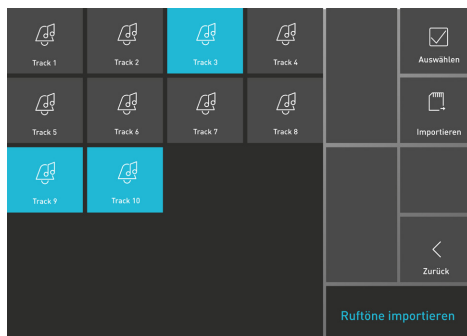 Track 1
Track 2
Track 3
Track 4
Auswählen
Track 5
Track 6
Track 7
Track 8
Importieren
Track 9
Track 10
Zurück
Ruftöne importieren